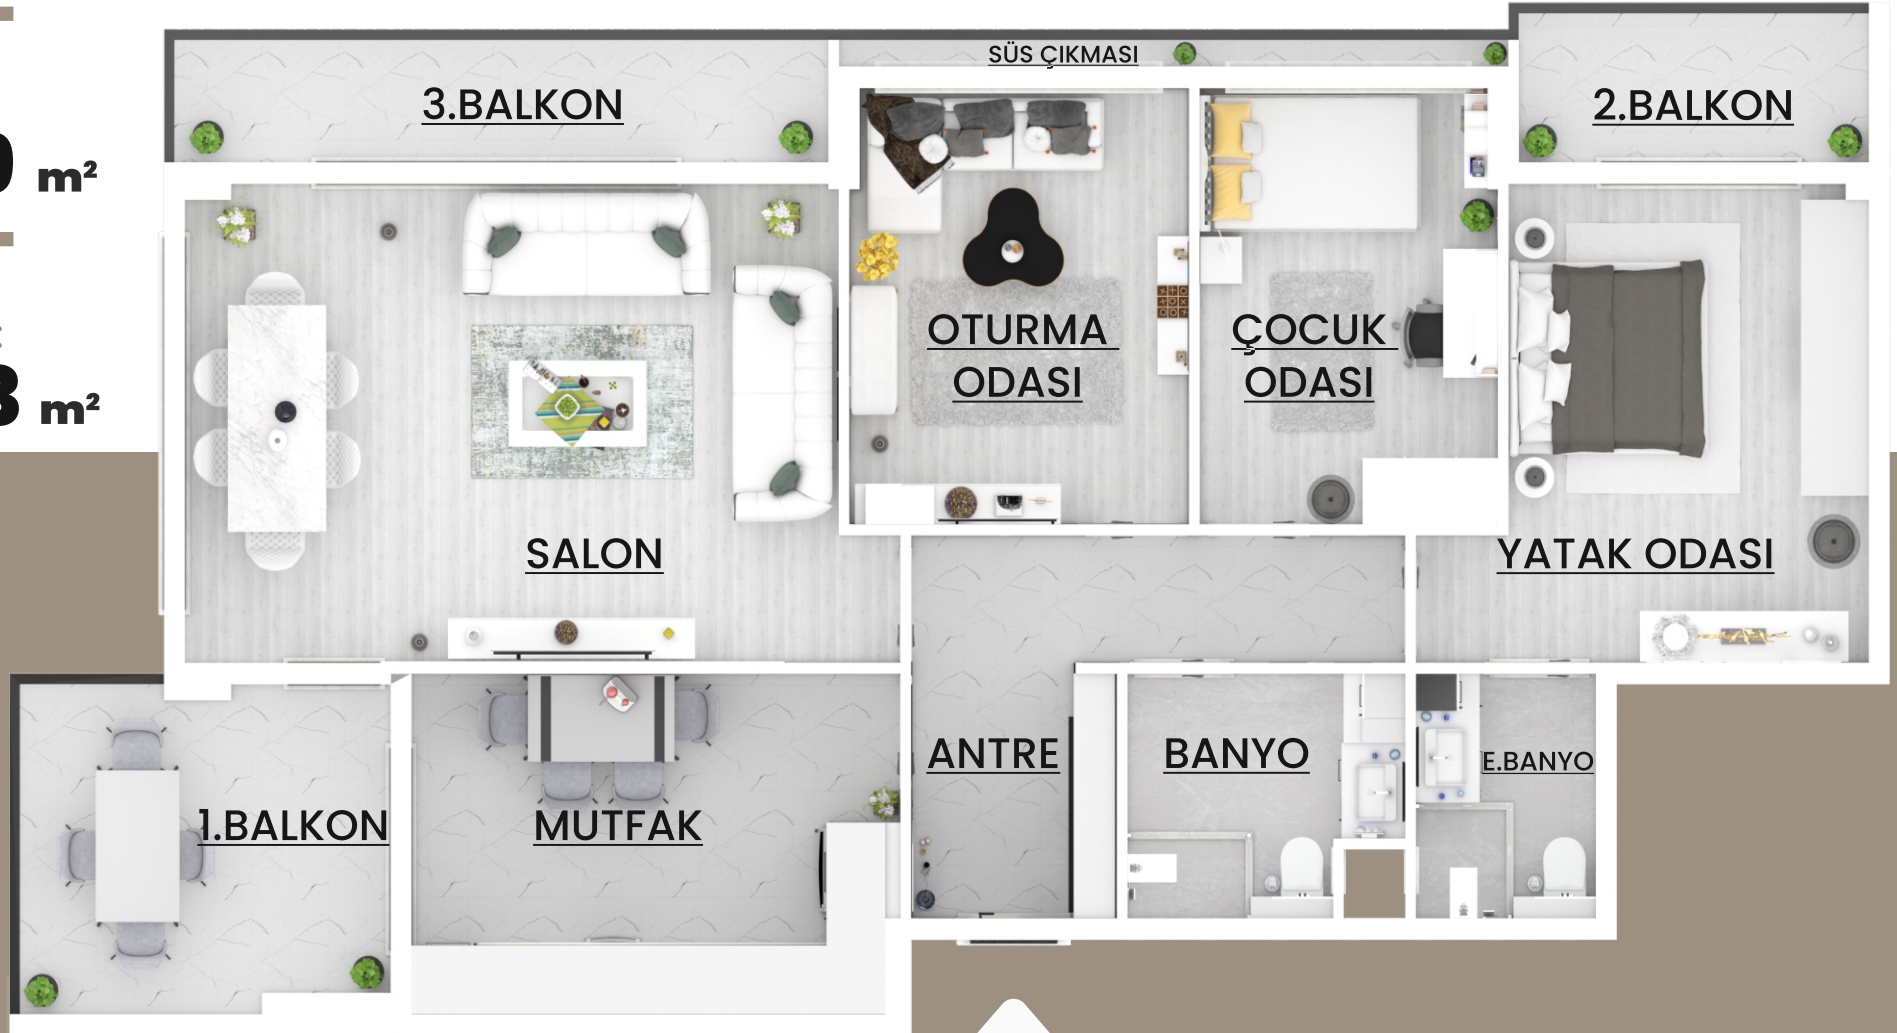 SÜS ÇIKMASI
3.BALKON
2.BALKON
m²
OTURMA
ODASI
ÇOCUK
ODASI
m²
SALON
YATAK ODASI
ANTRE
BANYO
E.BANYO
1.BALKON
MUTFAK